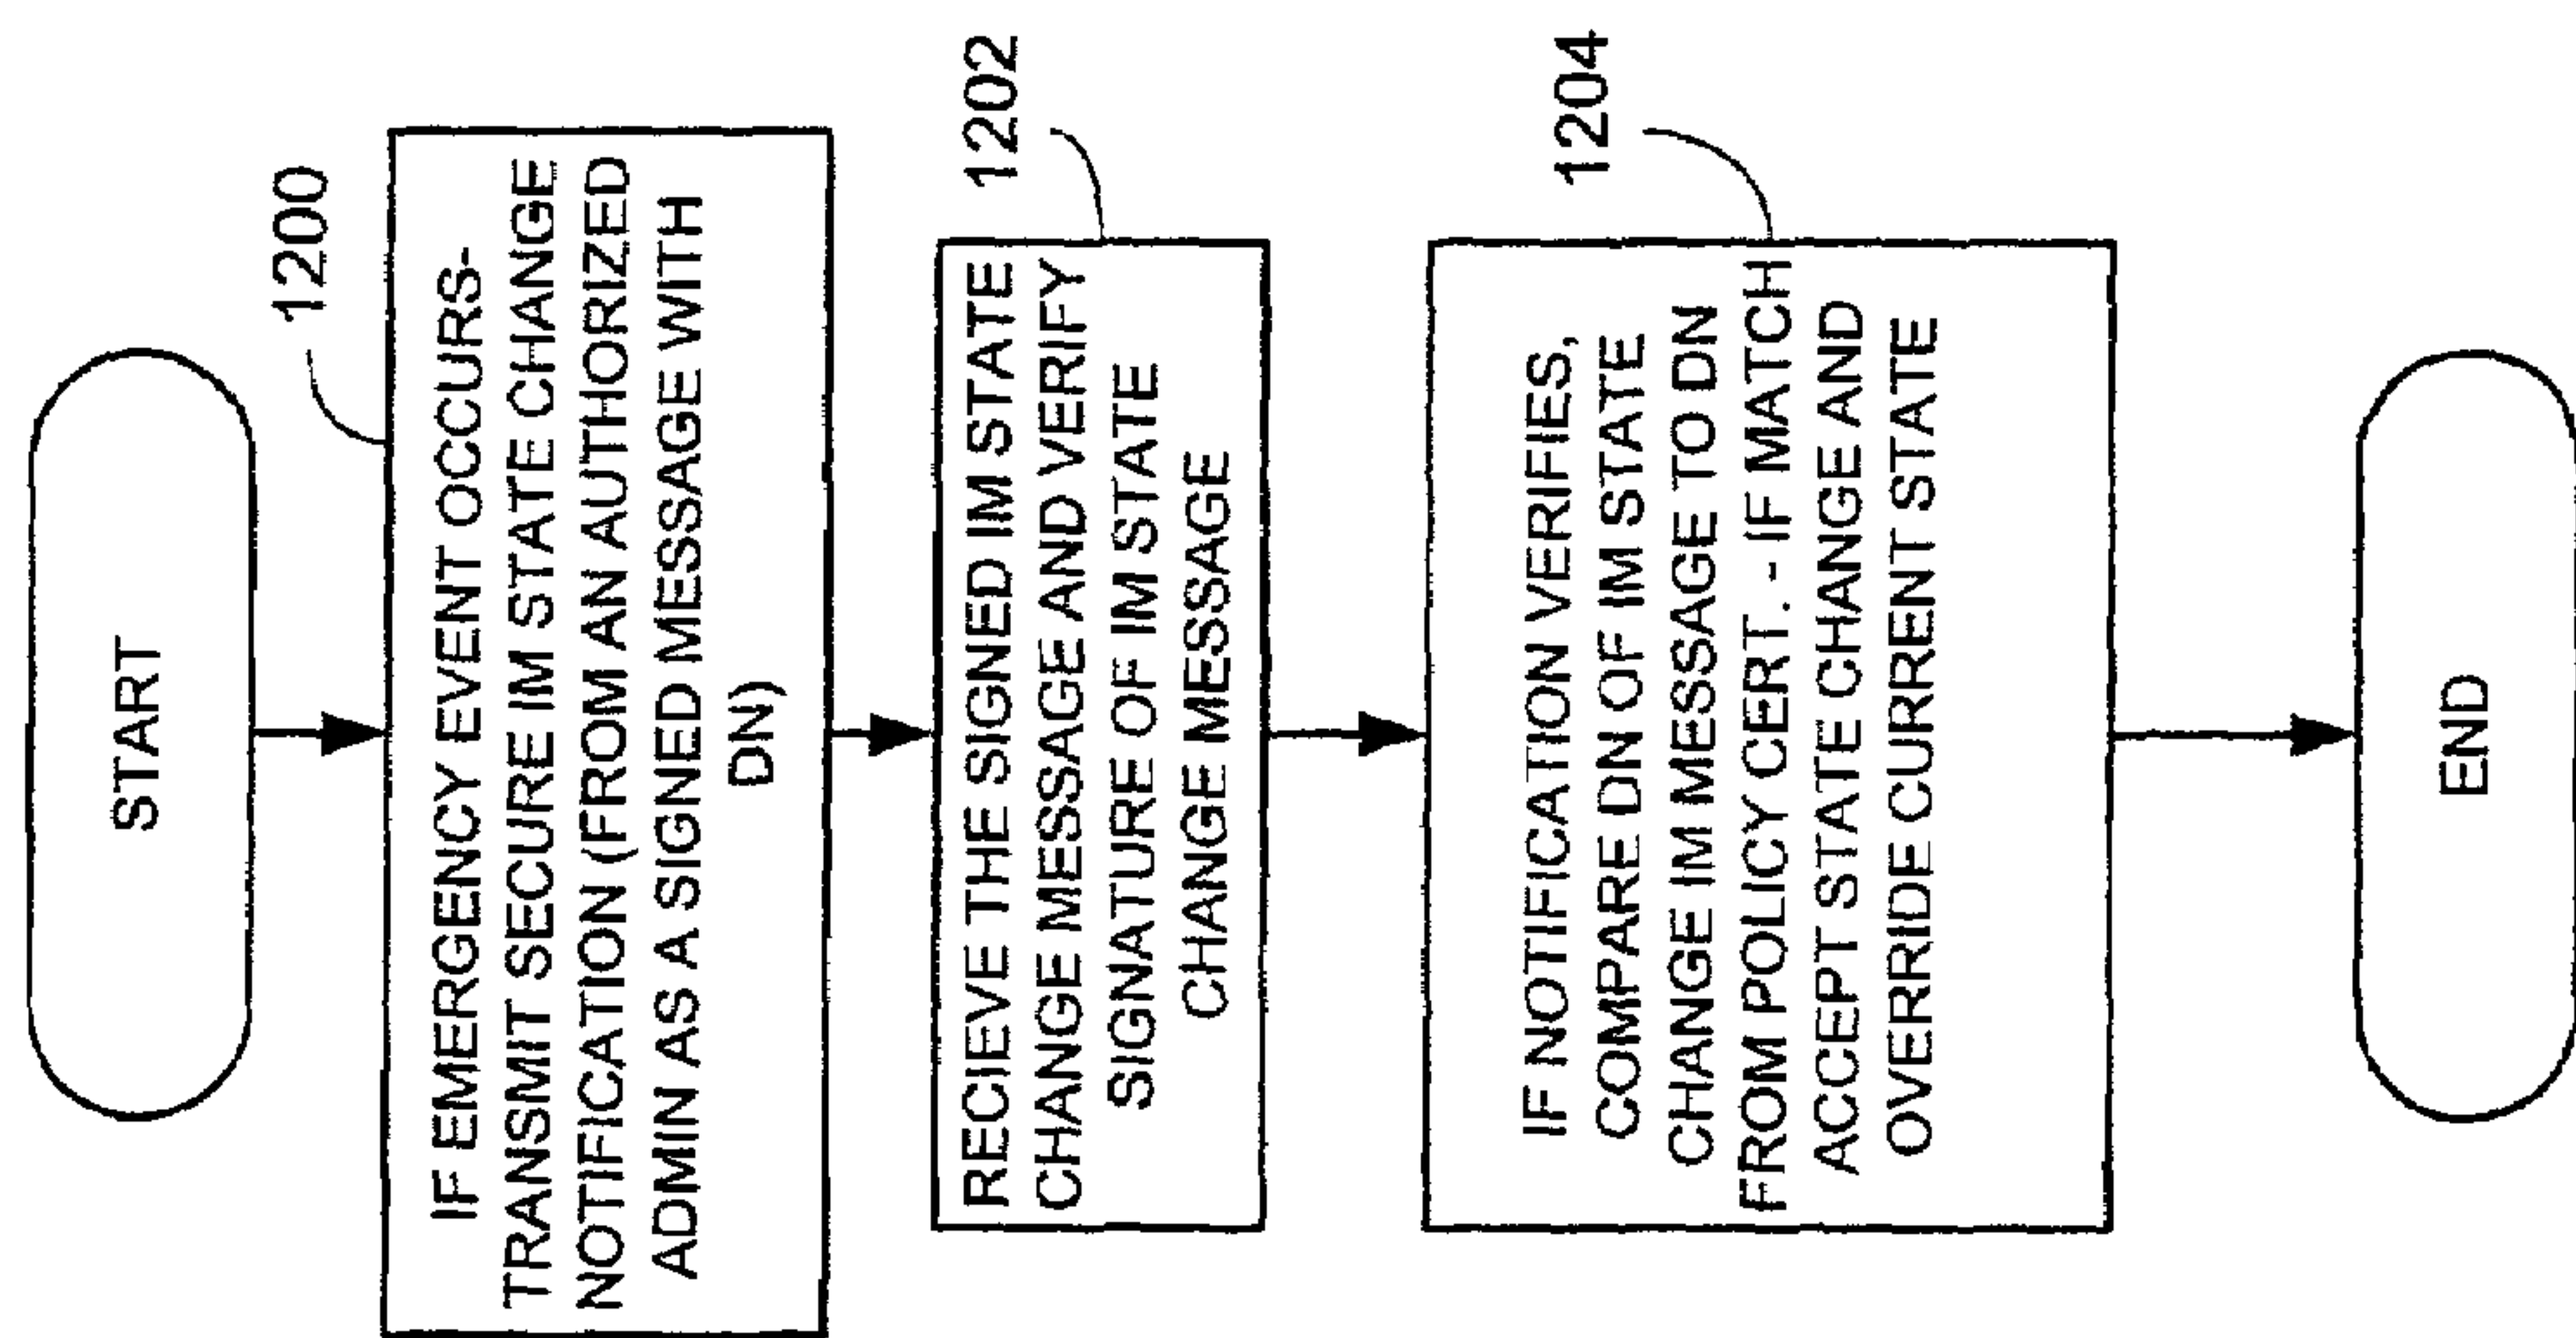 START
1200
IF EMERGENCY EVENT OCCURS-
TRANSMIT SECURE IM STATE CHANGE
NOTIFICATION (FROM AN AUTHORIZED
ADMIN AS A SIGNED MESSAGE WITH
DN)
1202
RECIEVE THE SIGNED IM STATE
CHANGE MESSAGE AND VERIFY
SIGNATURE OF IM STATE
CHANGE MESSAGE
1204
IF NOTIFICATION VERIFIES,
COMPARE DN OF IM STATE
CHANGE IM MESSAGE TO DN
FROM POLICY CERT. - IF MATCH
ACCEPT STATE CHANGE AND
OVERRIDE CURRENT STATE
END